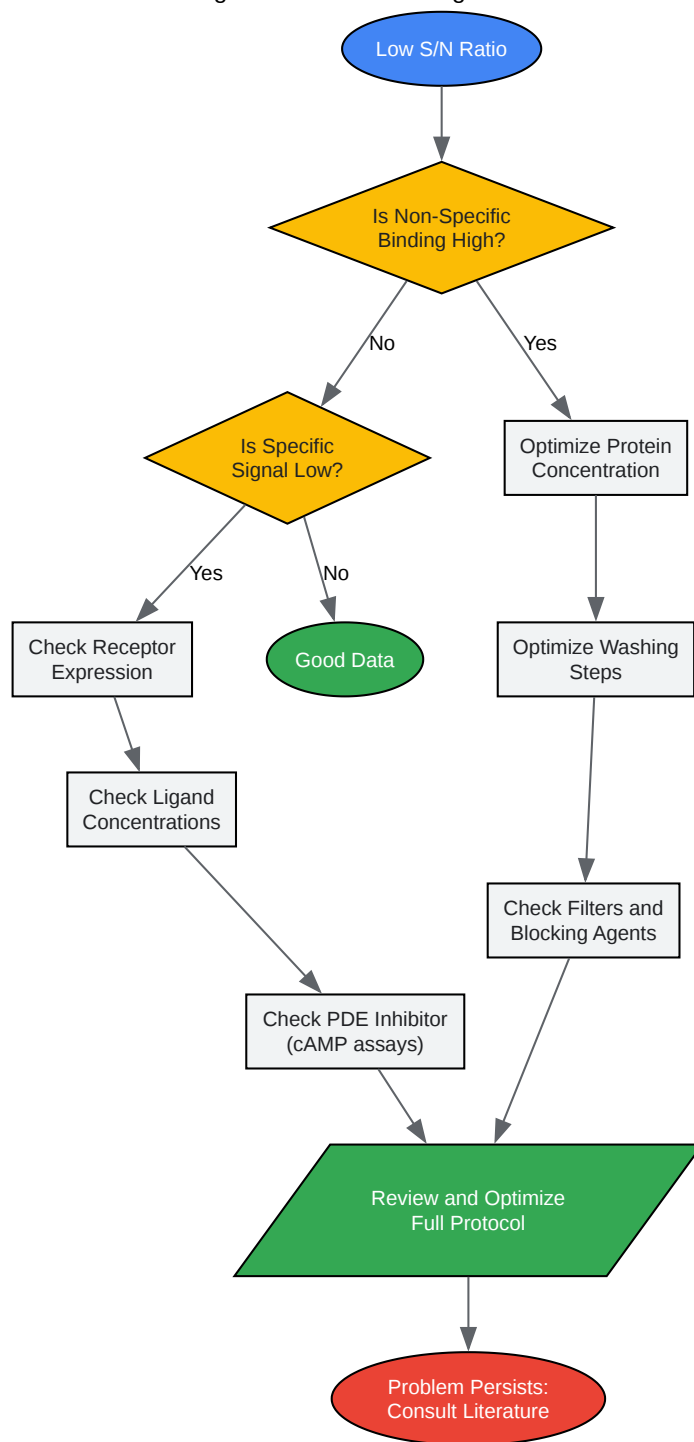 Low S/N Ratio
Is Non-Specific
Binding High?
No
Yes
Is Specific
Signal Low?
Optimize Protein
Concentration
Yes
No
Check Receptor
Expression
Good Data
Optimize Washing
Steps
Check Ligand
Concentrations
Check Filters and
Blocking Agents
Check PDE Inhibitor
(cAMP assays)
Review and Optimize
Full Protocol
Problem Persists:
Consult Literature